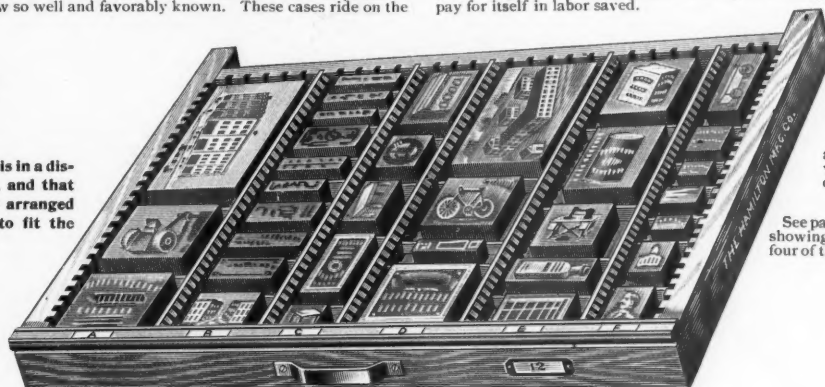 w so well and favorably known. These cases ride on the
pay for itself in labor saved.
is in a dis-
and that
arranged
to fit the
THE HAMILTON MFG. CO.
See pa
showing
four of t
A B C D E F
12